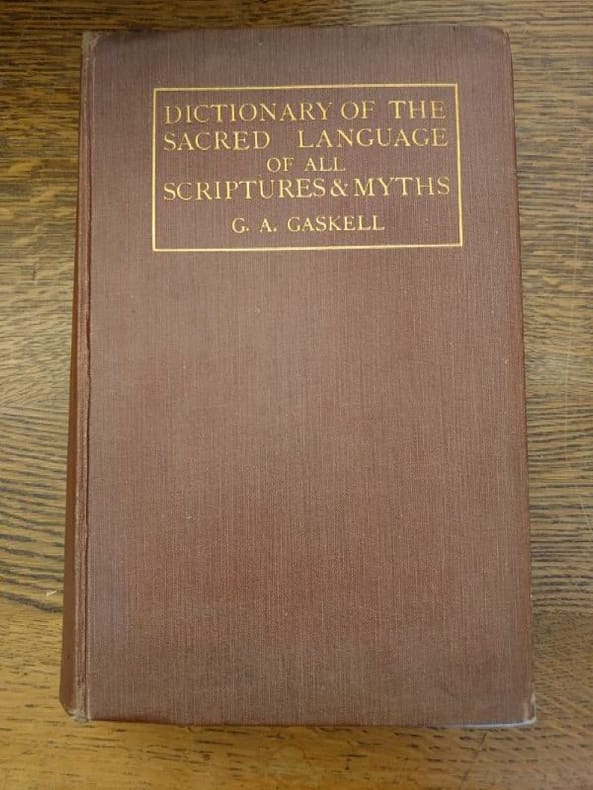 DICTIONARY OF THE
SACRED LANGUAGE
OF ALL
SCRIPTURES & MYTHS
G. A. GASKELL